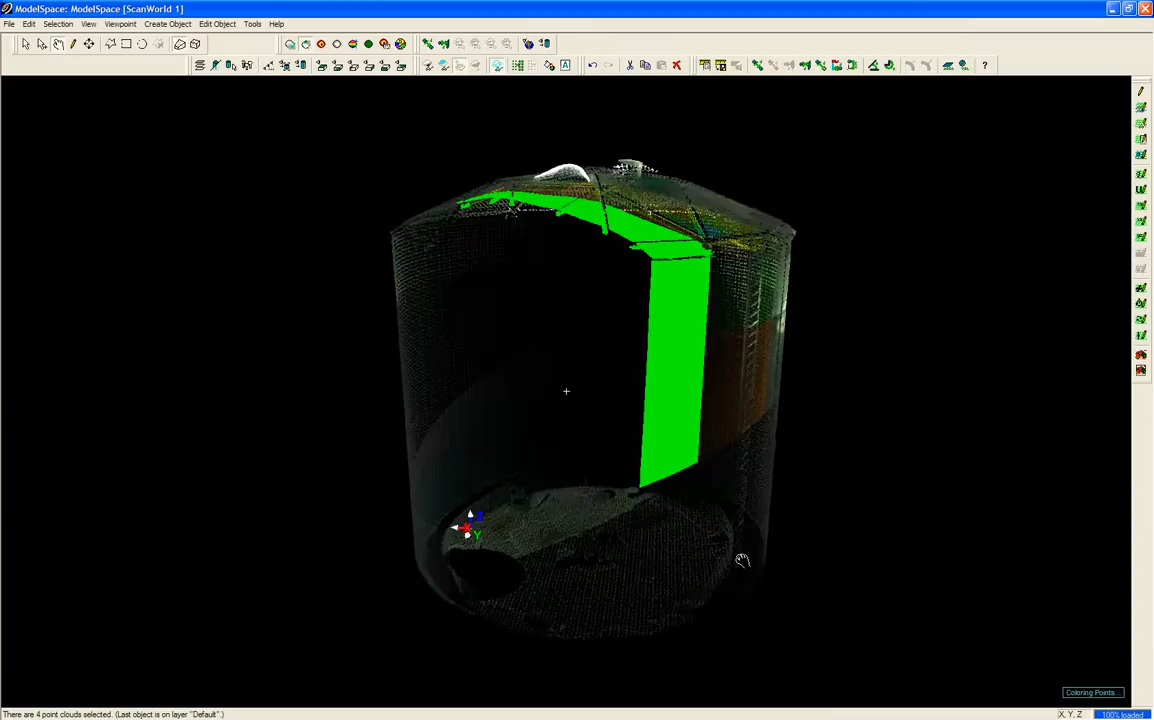 ModelSpace: ModelSpace [ScanWorld 1]
File Edit Selection View Viewpoint Create Object Edit Object Tools Help
A ?
X Z
Y
Coloring Points...
There are 4 point clouds selected. (Last object is on layer "Default".)
X, Y, Z 100% loaded